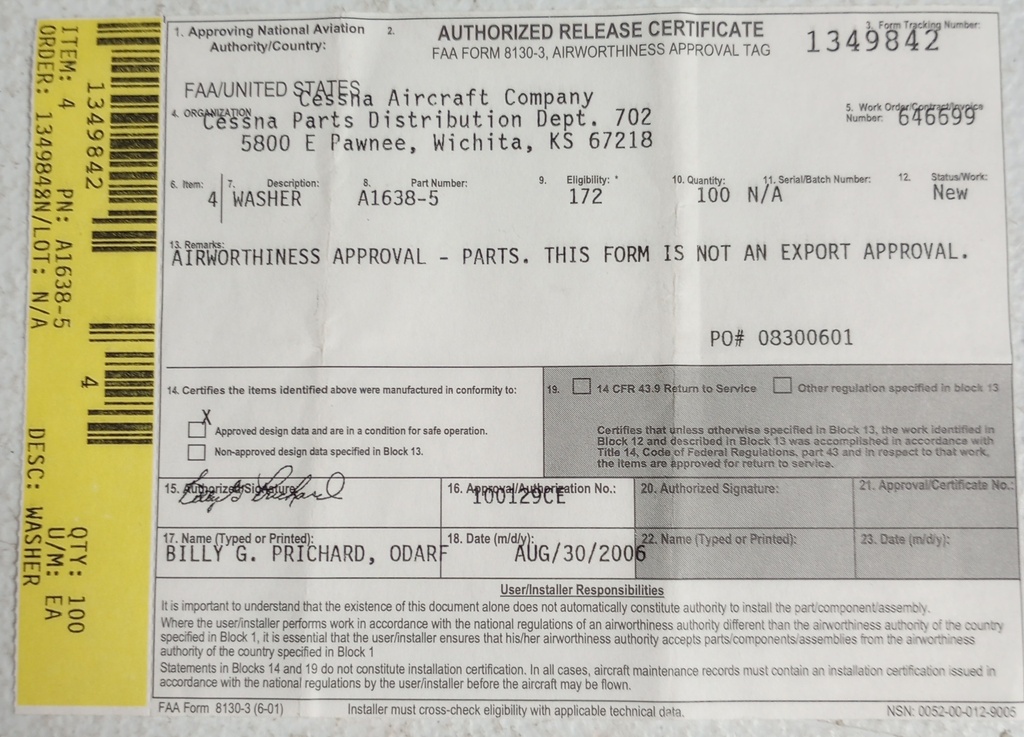 ITEM: 4 PN: A1638-5 QTY: 100
ORDER: 1349848N/LOT: N/A U/M: EA
DESC: WASHER
1349842
4
1. Approving National Aviation Authority/Country:
FAA/UNITED STATES
2.
AUTHORIZED RELEASE CERTIFICATE
FAA FORM 8130-3, AIRWORTHINESS APPROVAL TAG
3. Form Tracking Number:
1349842
4. ORGANIZATION
Cessna Aircraft Company
Cessna Parts Distribution Dept. 702
5800 E Pawnee, Wichita, KS 67218
5. Work Order/Contract/Invoice
Number: 646699
6. Item: 7. Description: 8. Part Number: 9. Eligibility: * 10. Quantity: 11. Serial/Batch Number: 12. Status/Work:
4 WASHER A1638-5 172 100 N/A New
13. Remarks:
AIRWORTHINESS APPROVAL - PARTS. THIS FORM IS NOT AN EXPORT APPROVAL.
PO# 08300601
14. Certifies the items identified above were manufactured in conformity to:
X
Approved design data and are in a condition for safe operation.
Non-approved design data specified in Block 13.
19. 14 CFR 43.9 Return to Service Other regulation specified in block 13
Certifies that unless otherwise specified in Block 13, the work identified in
Block 12 and described in Block 13 was accomplished in accordance with
Title 14, Code of Federal Regulations, part 43 and in respect to that work,
the items are approved for return to service.
15. Authorized Signature:
16. Approval/Authorization No.:
100129CE
20. Authorized Signature:
21. Approval/Certificate No.:
17. Name (Typed or Printed):
BILLY G. PRICHARD, ODARF
18. Date (m/d/y):
AUG/30/2006
22. Name (Typed or Printed):
23. Date (m/d/y):
User/Installer Responsibilities
It is important to understand that the existence of this document alone does not automatically constitute authority to install the part/component/assembly.
Where the user/installer performs work in accordance with the national regulations of an airworthiness authority different than the airworthiness authority of the country
specified in Block 1, it is essential that the user/installer ensures that his/her airworthiness authority accepts parts/components/assemblies from the airworthiness
authority of the country specified in Block 1
Statements in Blocks 14 and 19 do not constitute installation certification. In all cases, aircraft maintenance records must contain an installation certification issued in
accordance with the national regulations by the user/installer before the aircraft may be flown.
FAA Form 8130-3 (6-01) Installer must cross-check eligibility with applicable technical data. NSN: 0052-00-012-9005